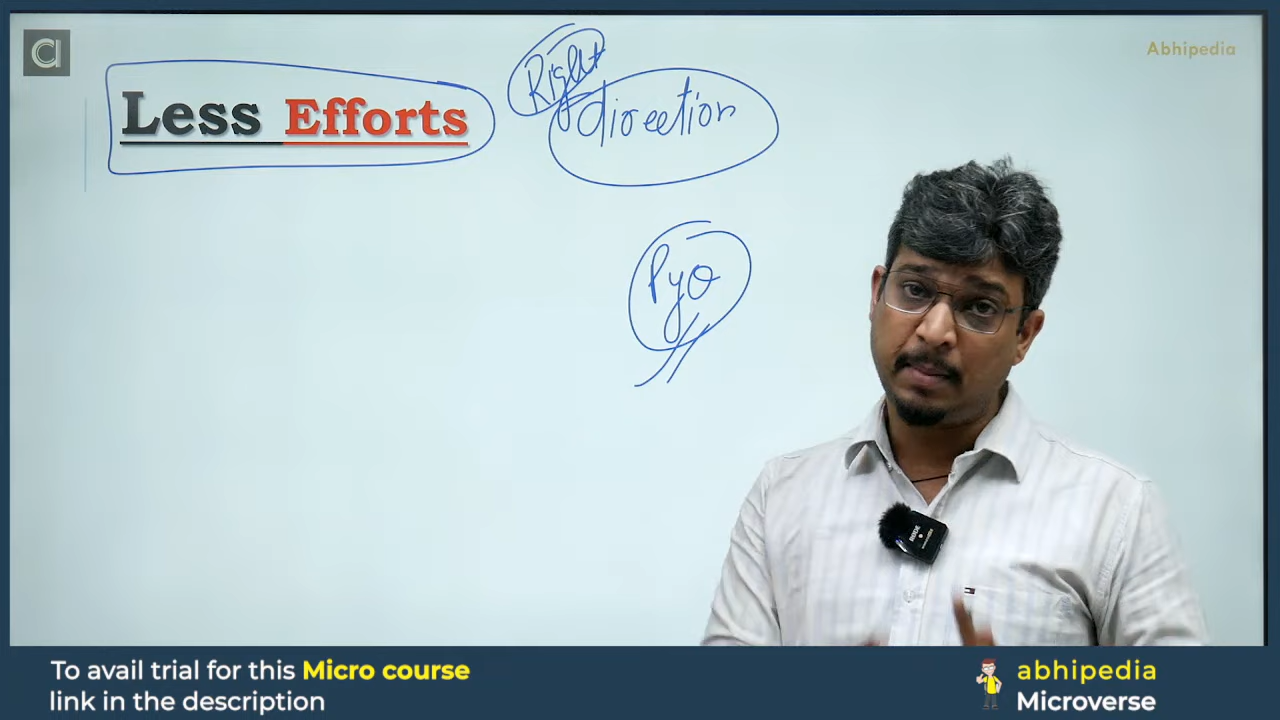 Abhipedia
Less Efforts
Right
direction
PyQ
To avail trial for this Micro course
link in the description
abhipedia
Microverse